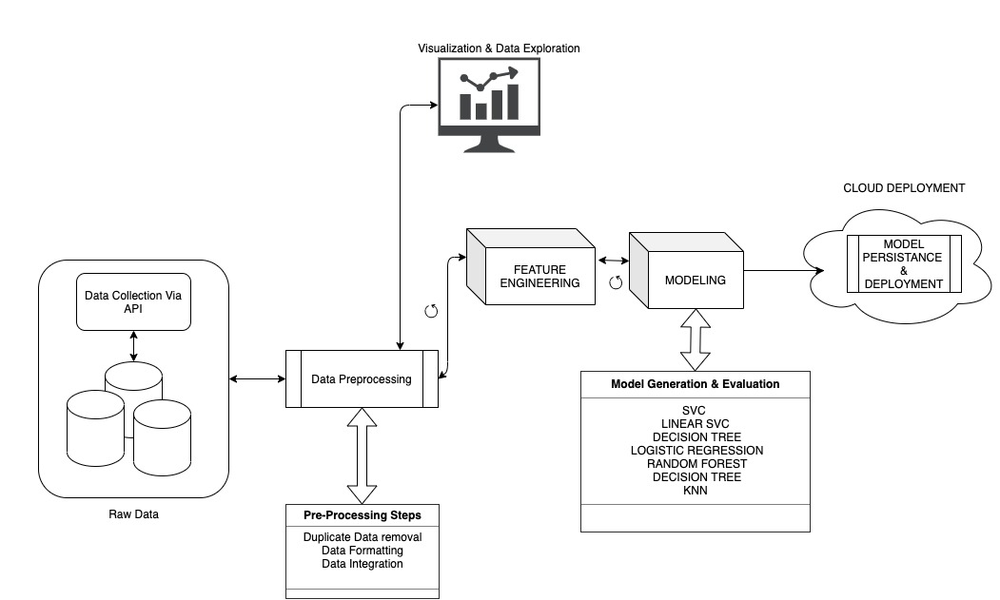 Visualization & Data Exploration
CLOUD DEPLOYMENT
MODEL
PERSISTANCE
&
DEPLOYMENT
FEATURE
ENGINEERING
MODELING
Data Collection Via
API
Raw Data
Data Preprocessing
Pre-Processing Steps
Duplicate Data removal
Data Formatting
Data Integration
Model Generation & Evaluation
SVC
LINEAR SVC
DECISION TREE
LOGISTIC REGRESSION
RANDOM FOREST
DECISION TREE
KNN